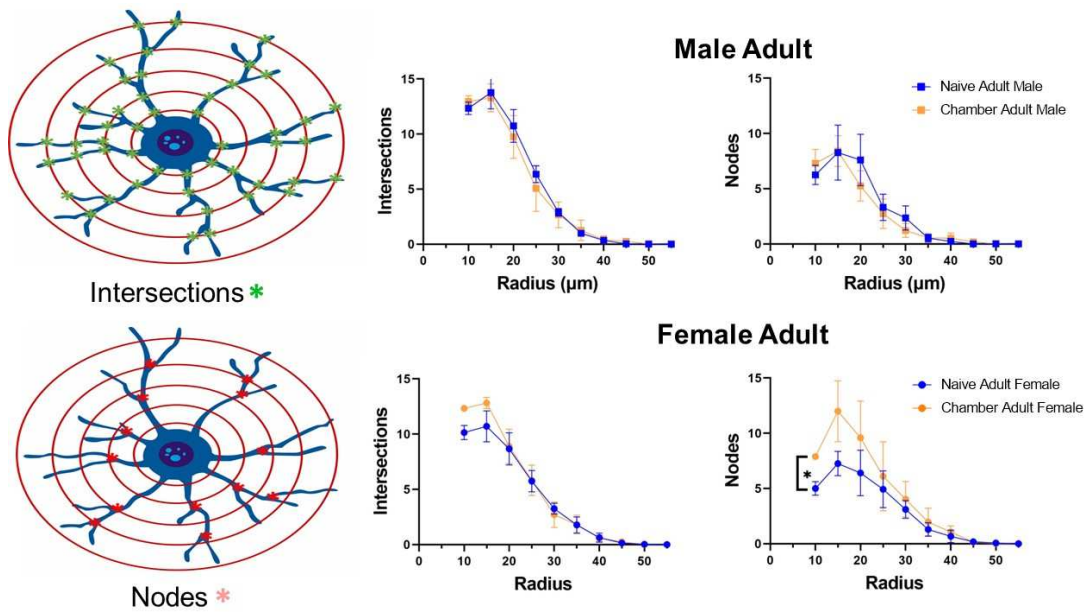 Intersections *
Nodes *
Male Adult
Intersections
15
10
5
0
0 10 20 30 40 50
Radius (µm)
Nodes
15
10
5
0
0 10 20 30 40 50
Radius (µm)
Naive Adult Male
Chamber Adult Male
Female Adult
Intersections
15
10
5
0
0 10 20 30 40 50
Radius
Nodes
15
10
5
0
*
0 10 20 30 40 50
Radius
Naive Adult Female
Chamber Adult Female